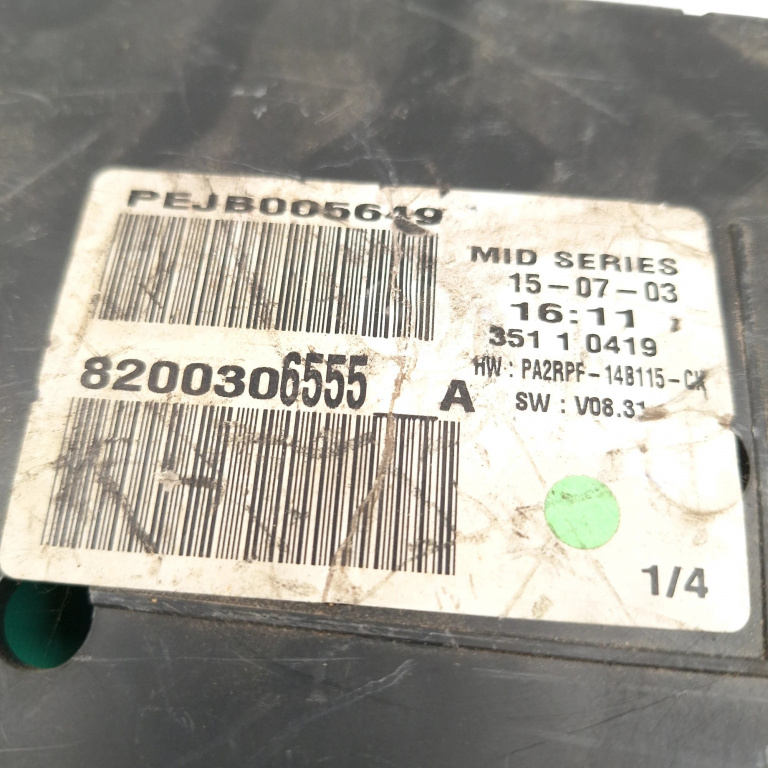 PEJB005649
MID SERIES
15-07-03
16:11
351 1 0419
8200306555__A
HW : PA2RPF-14B115-CK
SW : V08.31
1/4